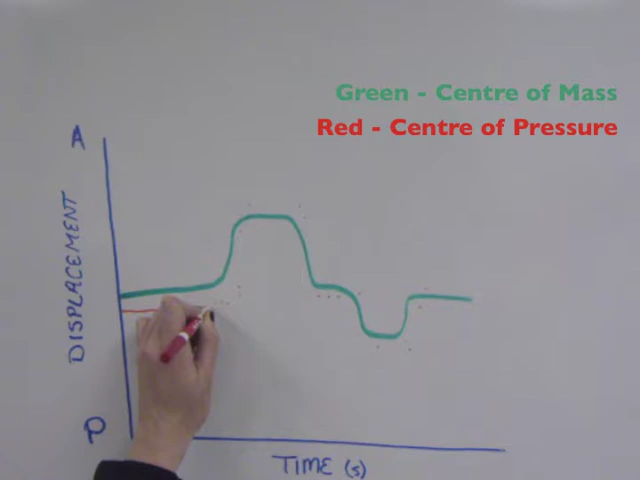 Green - Centre of Mass
Red - Centre of Pressure
A
DISPLACEMENT
P
TIME (s)